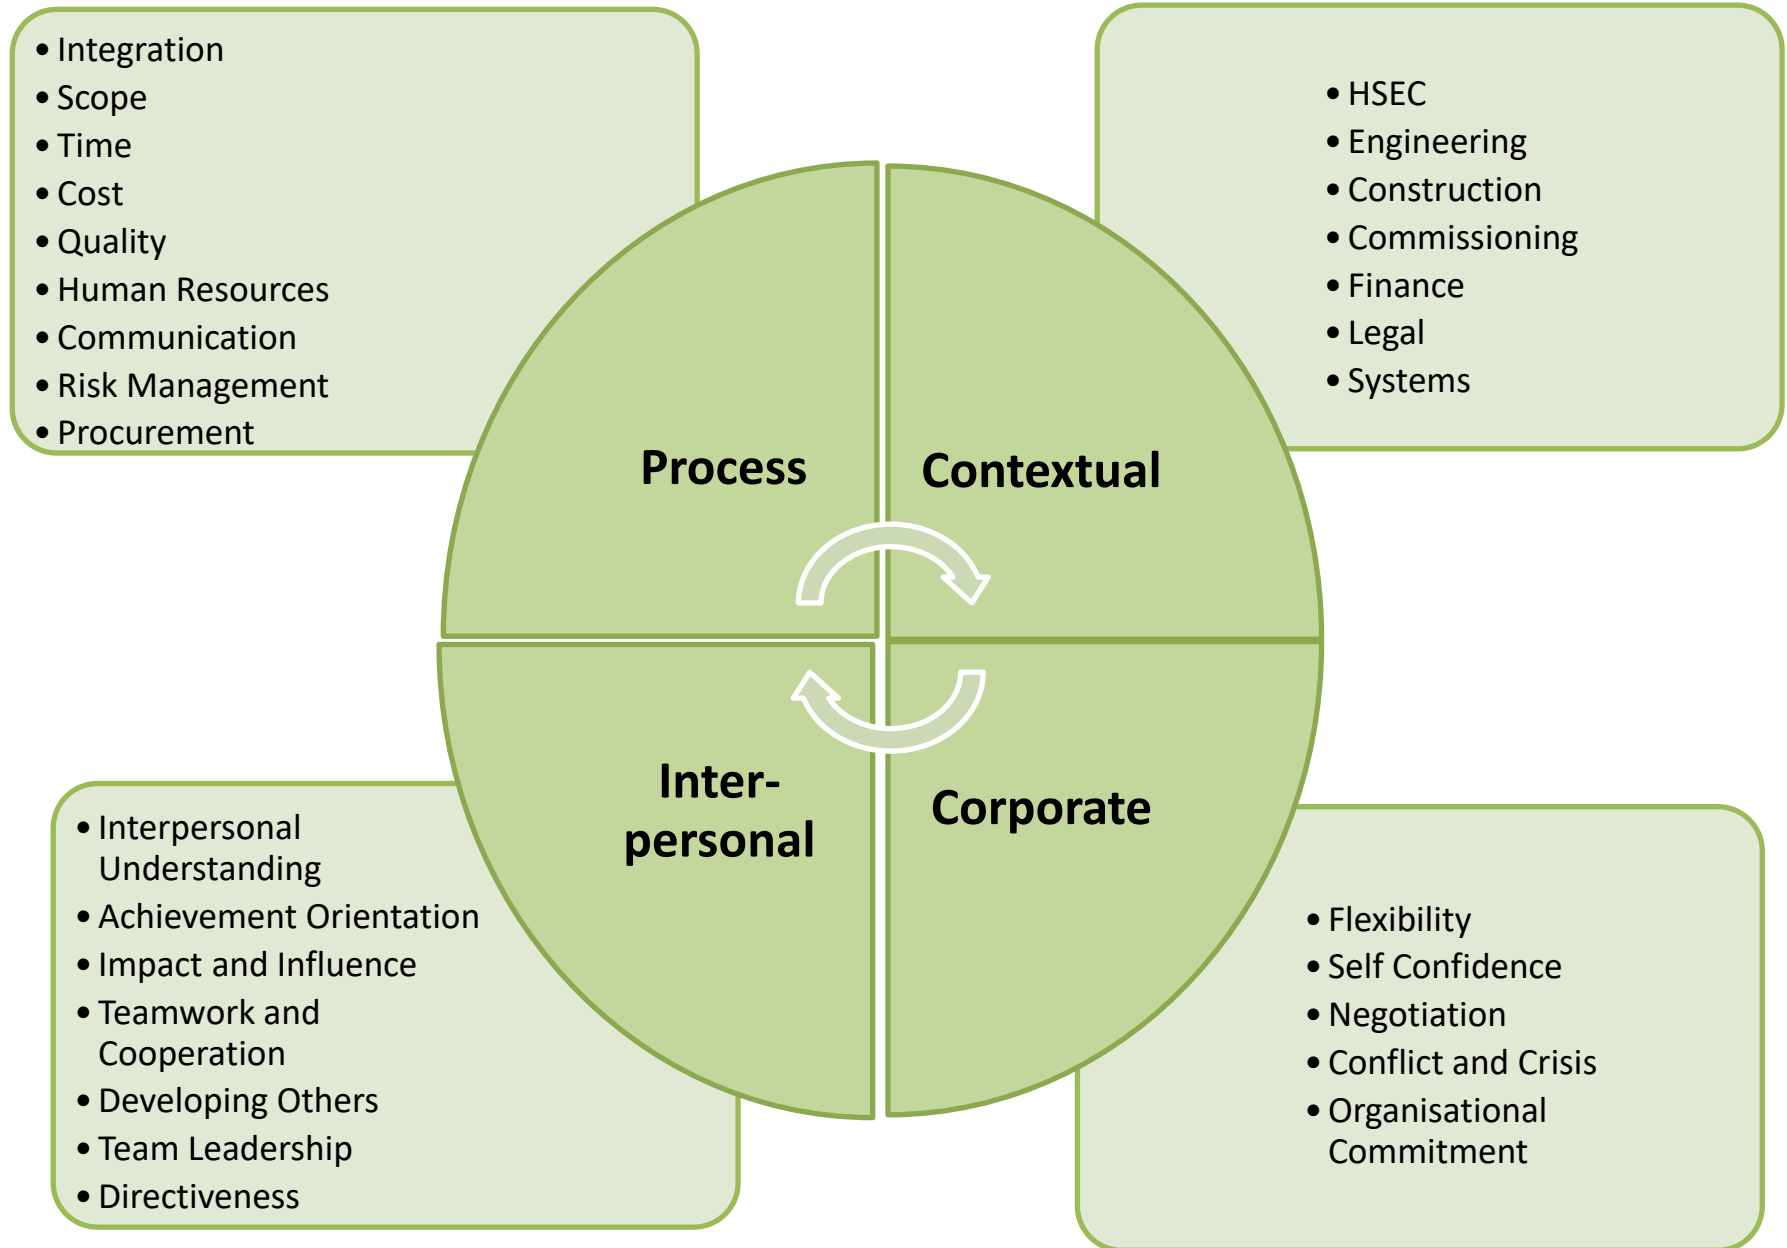 • Integration
• Scope
• Time
• Cost
• Quality
• Human Resources
• Communication
• Risk Management
• Procurement
• HSEC
• Engineering
• Construction
• Commissioning
• Finance
• Legal
• Systems
Process
Contextual
Inter-
personal
Corporate
• Interpersonal
Understanding
• Achievement Orientation
• Impact and Influence
• Teamwork and
Cooperation
• Developing Others
• Team Leadership
• Directiveness
• Flexibility
• Self Confidence
• Negotiation
• Conflict and Crisis
• Organisational
Commitment